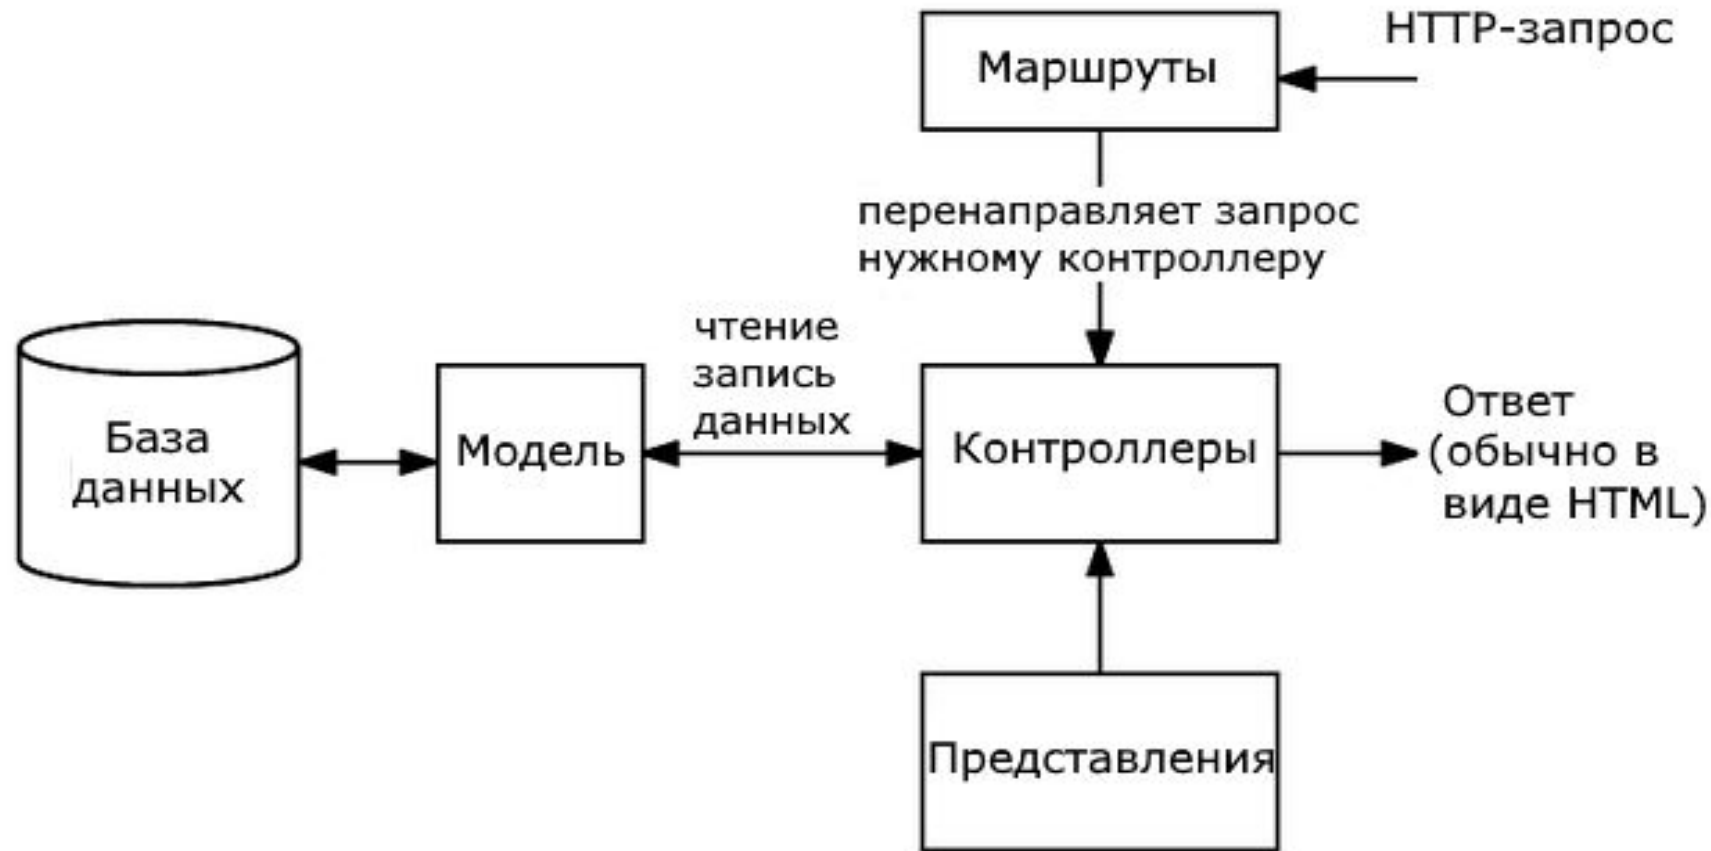 HTTP-запрос
Маршруты
перенаправляет запрос
нужному контроллеру
чтение
запись
данных
База
данных
Модель
Контроллеры
Ответ
(обычно в
виде HTML)
Представления